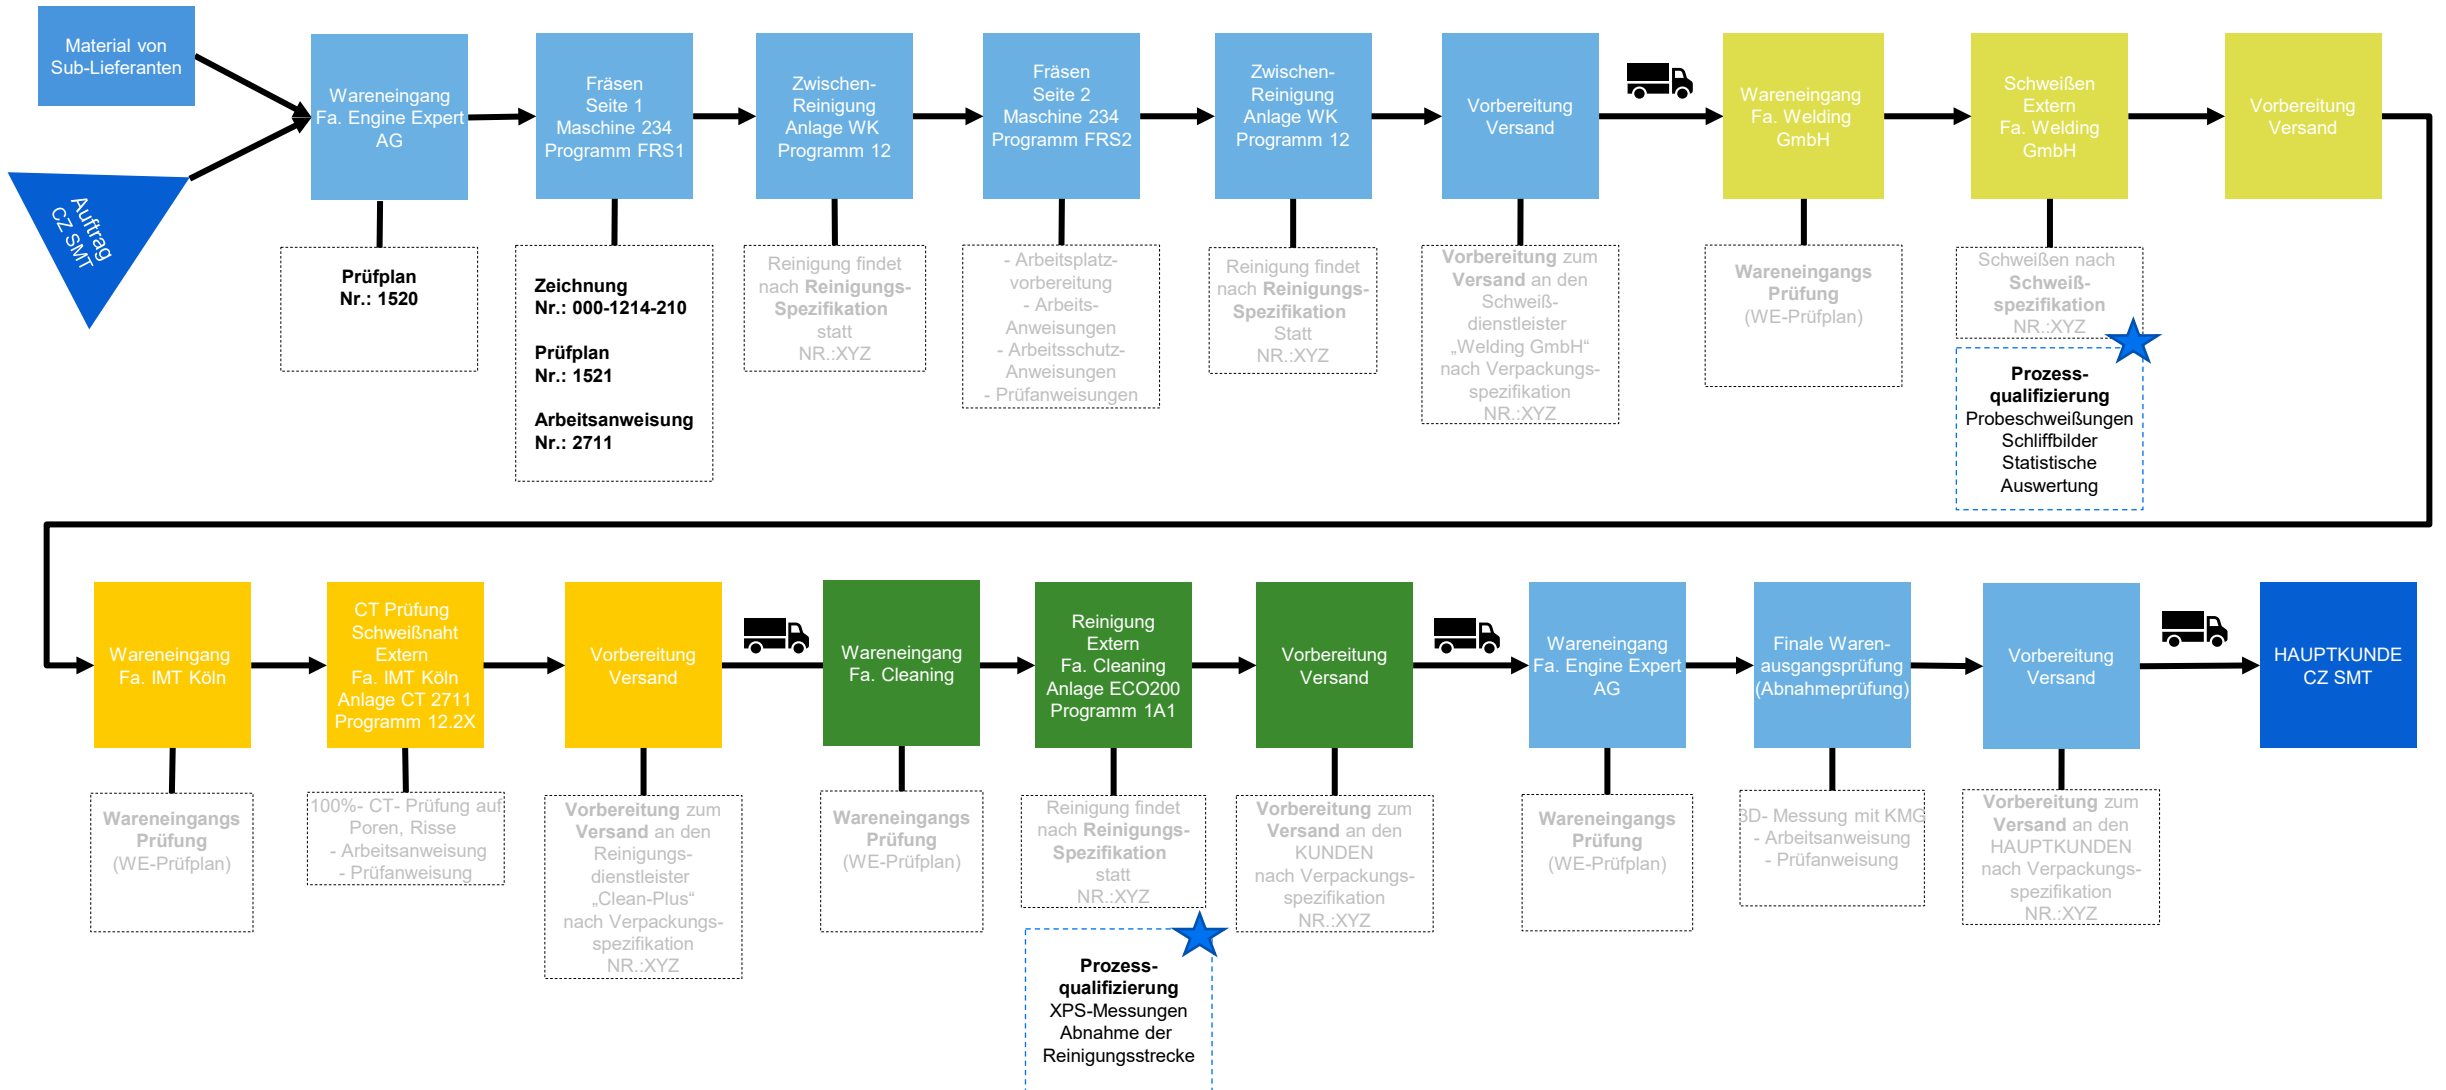 Material von
Sub-Lieferanten
Auftrag
CZ SMT
Wareneingang
Fa. Engine Expert
AG
Fräsen
Seite 1
Maschine 234
Programm FRS1
Zwischen-
Reinigung
Anlage WK
Programm 12
Fräsen
Seite 2
Maschine 234
Programm FRS2
Zwischen-
Reinigung
Anlage WK
Programm 12
Vorbereitung
Versand
Wareneingang
Fa. Welding
GmbH
Schweißen
Extern
Fa. Welding
GmbH
Vorbereitung
Versand
Prüfplan
Nr.: 1520
Zeichnung
Nr.: 000-1214-210
Prüfplan
Nr.: 1521
Arbeitsanweisung
Nr.: 2711
Reinigung findet
nach Reinigungs-
Spezifikation
statt
NR.:XYZ
- Arbeitsplatz-
vorbereitung
- Arbeits-
Anweisungen
- Arbeitsschutz-
Anweisungen
- Prüfanweisungen
Reinigung findet
nach Reinigungs-
Spezifikation
Statt
NR.:XYZ
Vorbereitung zum
Versand an den
Schweiß-
dienstleister
„Welding GmbH“
nach Verpackungs-
spezifikation
NR.:XYZ
Wareneingangs
Prüfung
(WE-Prüfplan)
Schweißen nach
Schweiß-
spezifikation
NR.:XYZ
Prozess-
qualifizierung
Probeschweißungen
Schliffbilder
Statistische
Auswertung
Wareneingang
Fa. IMT Köln
CT Prüfung
Schweißnaht
Extern
Fa. IMT Köln
Anlage CT 2711
Programm 12.2X
Vorbereitung
Versand
Wareneingang
Fa. Cleaning
Reinigung
Extern
Fa. Cleaning
Anlage ECO200
Programm 1A1
Vorbereitung
Versand
Wareneingang
Fa. Engine Expert
AG
Finale Waren-
ausgangsprüfung
(Abnahmeprüfung)
Vorbereitung
Versand
HAUPTKUNDE
CZ SMT
Wareneingangs
Prüfung
(WE-Prüfplan)
100%- CT- Prüfung auf
Poren, Risse
- Arbeitsanweisung
- Prüfanweisung
Vorbereitung zum
Versand an den
Reinigungs-
dienstleister
„Clean-Plus“
nach Verpackungs-
spezifikation
NR.:XYZ
Wareneingangs
Prüfung
(WE-Prüfplan)
Reinigung findet
nach Reinigungs-
Spezifikation
statt
NR.:XYZ
Prozess-
qualifizierung
XPS-Messungen
Abnahme der
Reinigungsstrecke
Vorbereitung zum
Versand an den
KUNDEN
nach Verpackungs-
spezifikation
NR.:XYZ
Wareneingangs
Prüfung
(WE-Prüfplan)
3D- Messung mit KMG
- Arbeitsanweisung
- Prüfanweisung
Vorbereitung zum
Versand an den
HAUPTKUNDEN
nach Verpackungs-
spezifikation
NR.:XYZ